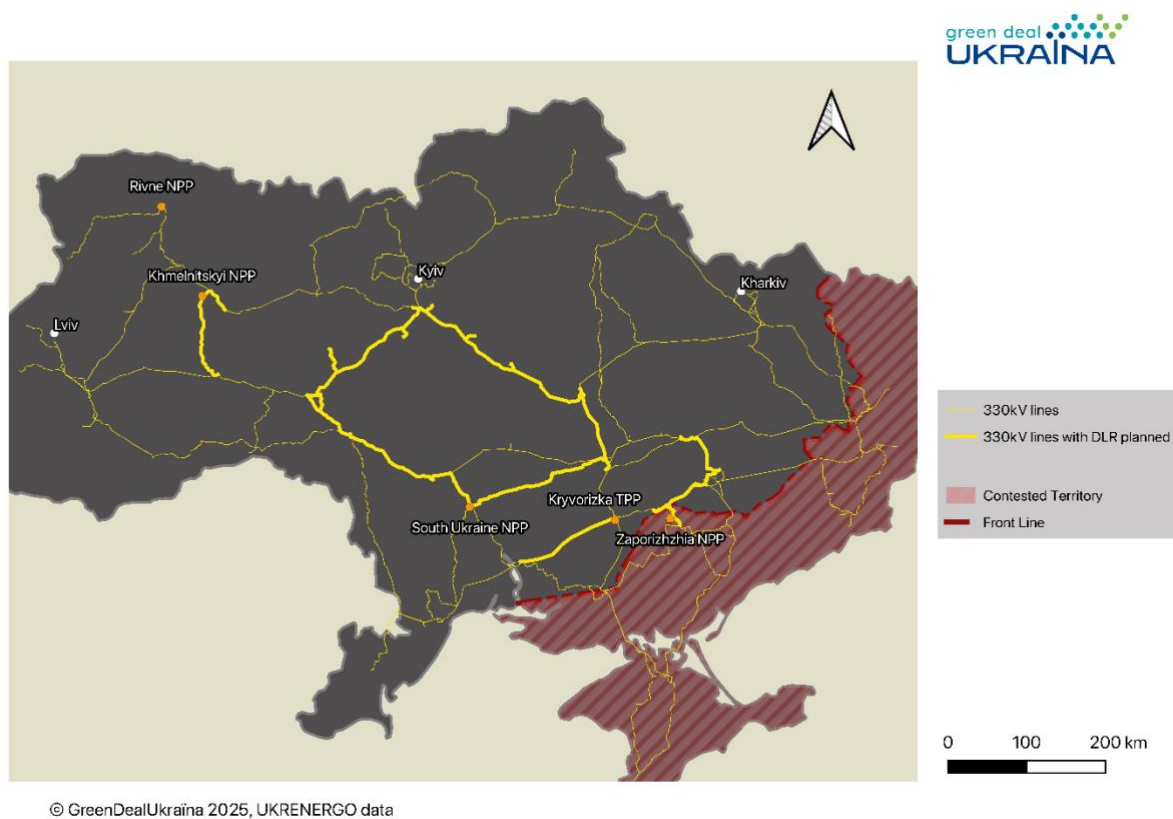 green deal
UKRAÏNA
Rivne NPP
Khmelnitskyi NPP
Kyiv
Kharkiv
Lviv
Kryvorizka TPP
South Ukraine NPP
Zaporizhzhia NPP
330kV lines
330kV lines with DLR planned
Contested Territory
Front Line
0 100 200 km
© GreenDealUkraïna 2025, UKRENERGO data